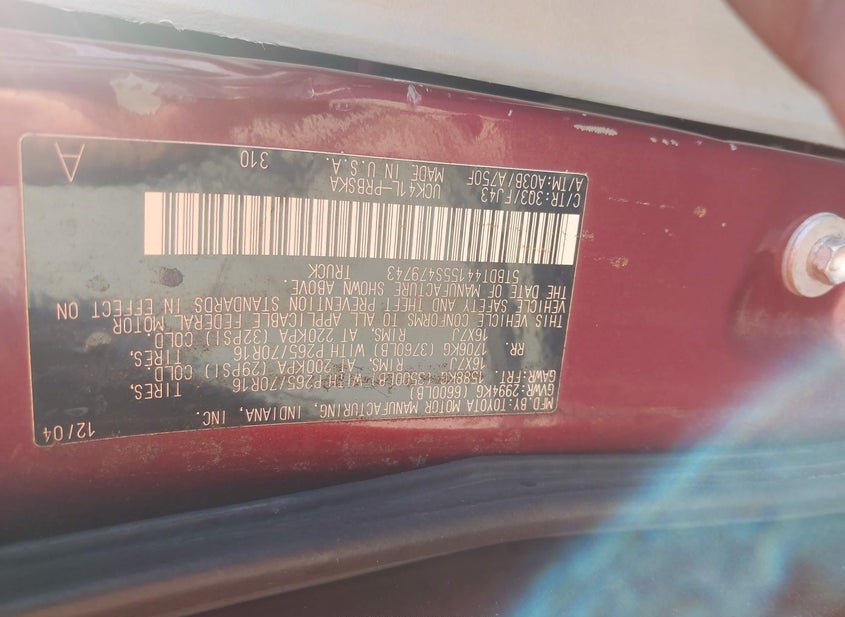 MFD.BY:TOYOTA MOTOR MANUFACTURING, INDIANA, INC. 12/04
GVWR:2994KG (6600LB)
GAWR:FRT. 1588KG (3500LB) WITH P265/70R16 TIRES,
16X7J RIMS, AT 200KPA (29PSI) COLD
RR. 1706KG (3760LB) WITH P265/70R16 TIRES,
16X7J RIMS, AT 220KPA (32PSI) COLD
THIS VEHICLE CONFORMS TO ALL APPLICABLE FEDERAL MOTOR
VEHICLE SAFETY AND THEFT PREVENTION STANDARDS IN EFFECT ON
THE DATE OF MANUFACTURE SHOWN ABOVE.
5TBDT44155S479743 TRUCK
C/TR:3Q3/FJ43 UCK41L-PRBSKA 310 A
A/TM:A03B/A750F MADE IN U.S.A.